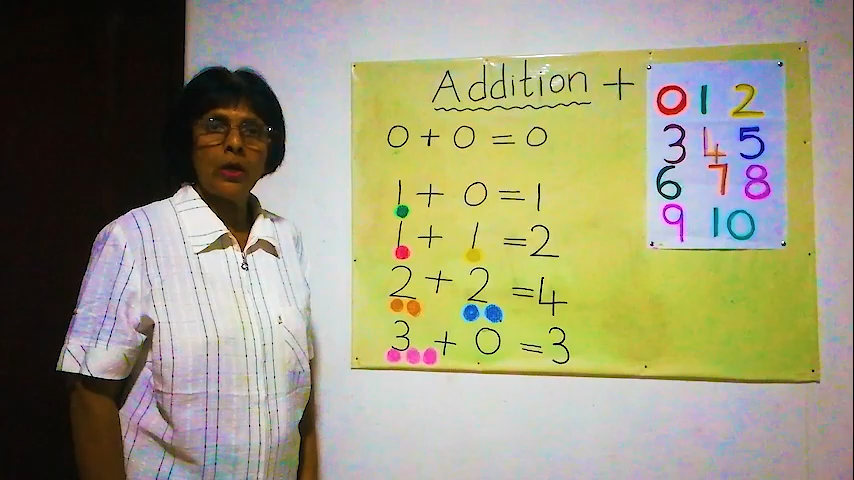 Addition +
0 + 0 = 0
1 + 0 = 1
1 + 1 = 2
2 + 2 = 4
3 + 0 = 3
0 1 2
3 4 5
6 7 8
9 10